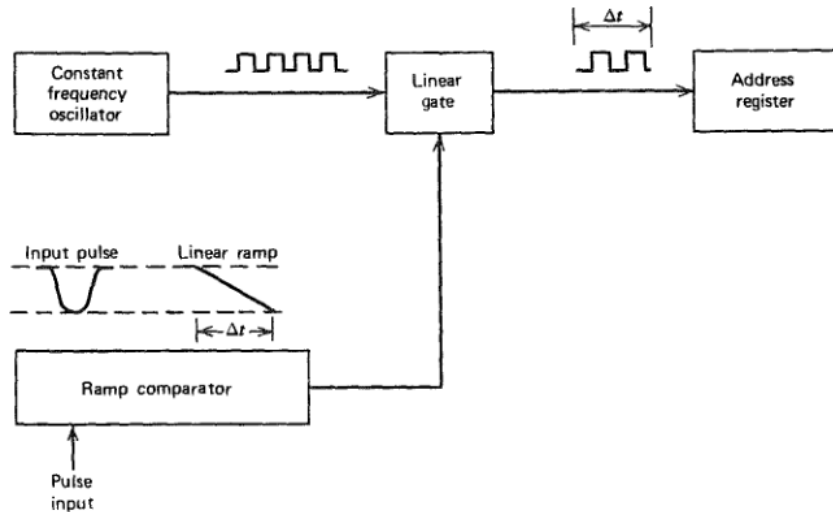 Δt
Constant
frequency
oscillator
Linear
gate
Address
register
Input pulse
Linear ramp
Δt
Ramp comparator
Pulse
input